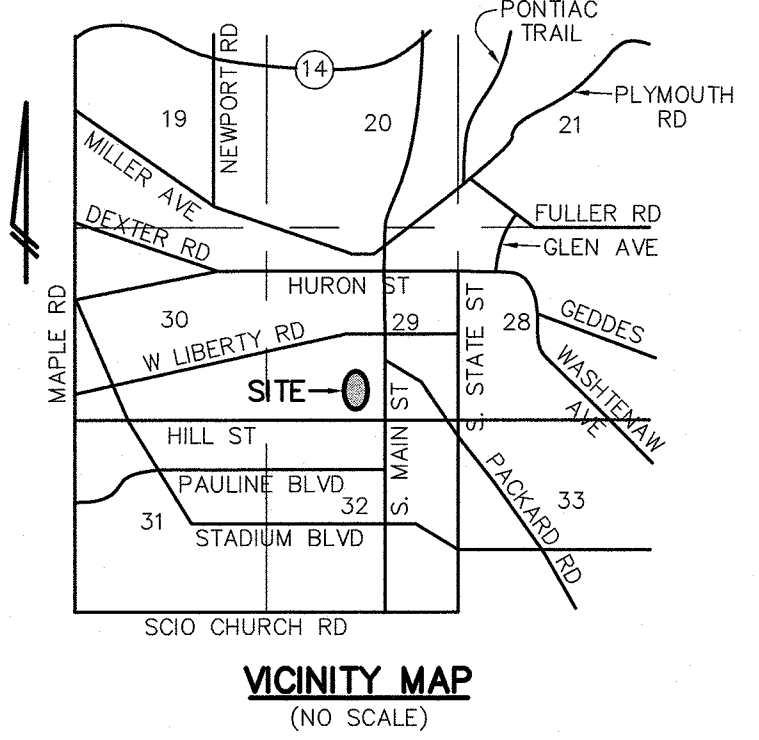 PONTIAC
TRAIL
NEWPORT RD
14
19
20
PLYMOUTH
RD
21
MILLER AVE
DEXTER RD
FULLER RD
GLEN AVE
HURON ST
MAPLE RD
30
29
S. STATE ST
28
GEDDES
W LIBERTY RD
WASHTENAW
AVE
SITE
S. MAIN ST
HILL ST
PACKARD RD
PAULINE BLVD
32
33
31
STADIUM BLVD
SCIO CHURCH RD
VICINITY MAP
(NO SCALE)